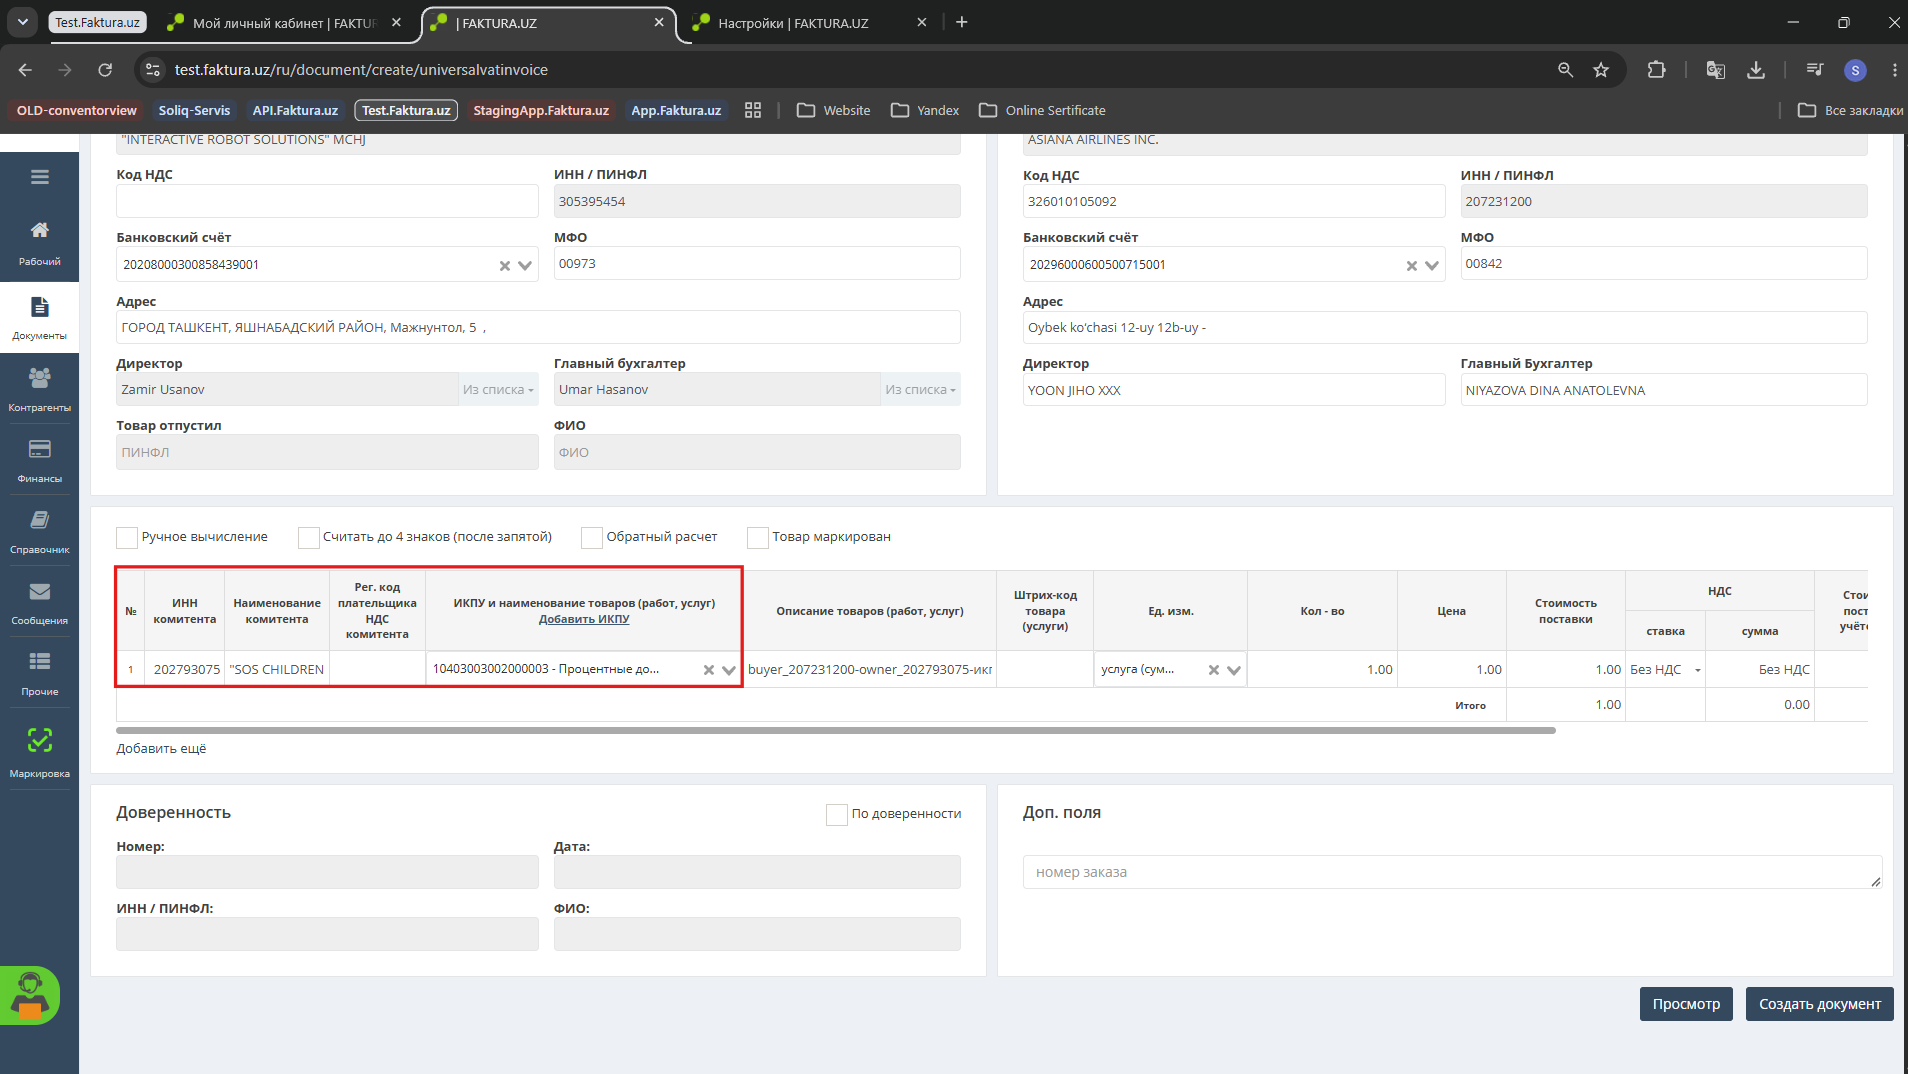 Test.Faktura.uz
Мой личный кабинет | FAKTUR
| FAKTURA.UZ
Настройки | FAKTURA.UZ
test.faktura.uz/ru/document/create/universalvatinvoice
S
OLD-conventorview
Soliq-Servis
API.Faktura.uz
Test.Faktura.uz
StagingApp.Faktura.uz
App.Faktura.uz
Website
Yandex
Online Sertificate
Все закладки
Рабочий
Документы
Контрагенты
Финансы
Справочник
Сообщения
Прочие
Маркировка
"INTERACTIVE ROBOT SOLUTIONS" MCHJ
Код НДС
ИНН / ПИНФЛ
305395454
Банковский счёт
МФО
20208000300858439001
00973
Адрес
ГОРОД ТАШКЕНТ, ЯШНАБАДСКИЙ РАЙОН, Мажнунтол, 5 ,
Директор
Главный бухгалтер
Zamir Usanov
Из списка
Umar Hasanov
Из списка
Товар отпустил
ФИО
ПИНФЛ
ФИО
ASIANA AIRLINES INC.
Код НДС
ИНН / ПИНФЛ
326010105092
207231200
Банковский счёт
МФО
20296000600500715001
00842
Адрес
Oybek ko‘chasi 12-uy 12b-uy -
Директор
Главный Бухгалтер
YOON JIHO XXX
NIYAZOVA DINA ANATOLEVNA
Ручное вычисление
Считать до 4 знаков (после запятой)
Обратный расчет
Товар маркирован
№
ИНН комитента
Наименование комитента
Рег. код плательщика НДС комитента
ИКПУ и наименование товаров (работ, услуг)
Добавить ИКПУ
Описание товаров (работ, услуг)
Штрих-код товара (услуги)
Ед. изм.
Кол - во
Цена
Стоимость поставки
НДС
ставка
сумма
Стои
пост
учёт
1
202793075
"SOS CHILDREN
10403003002000003 - Процентные до...
buyer_207231200-owner_202793075-икп
услуга (сум...
1.00
1.00
1.00
Без НДС
Без НДС
Итого
1.00
0.00
Добавить ещё
Доверенность
По доверенности
Номер:
Дата:
ИНН / ПИНФЛ:
ФИО:
Доп. поля
номер заказа
Просмотр
Создать документ